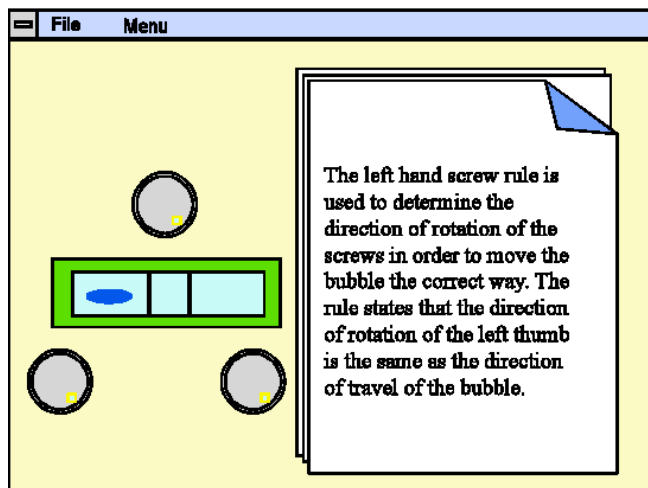 File Menu
The left hand screw rule is
used to determine the
direction of rotation of the
screws in order to move the
bubble the correct way. The
rule states that the direction
of rotation of the left thumb
is the same as the direction
of travel of the bubble.